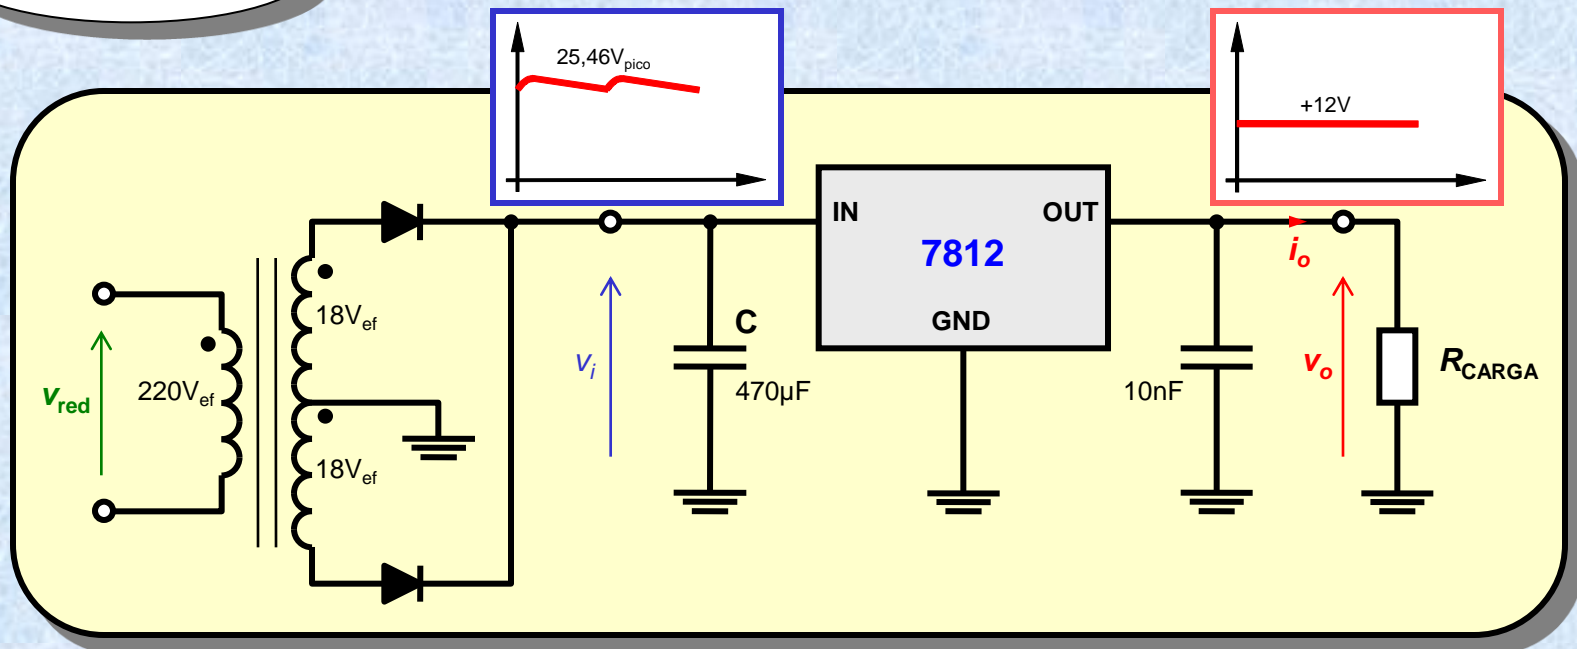 25,46Vpico
+12V
IN
OUT
7812
GND
18Vef
C
470µF
vi
vred
220Vef
18Vef
10nF
io
vo
RCARGA